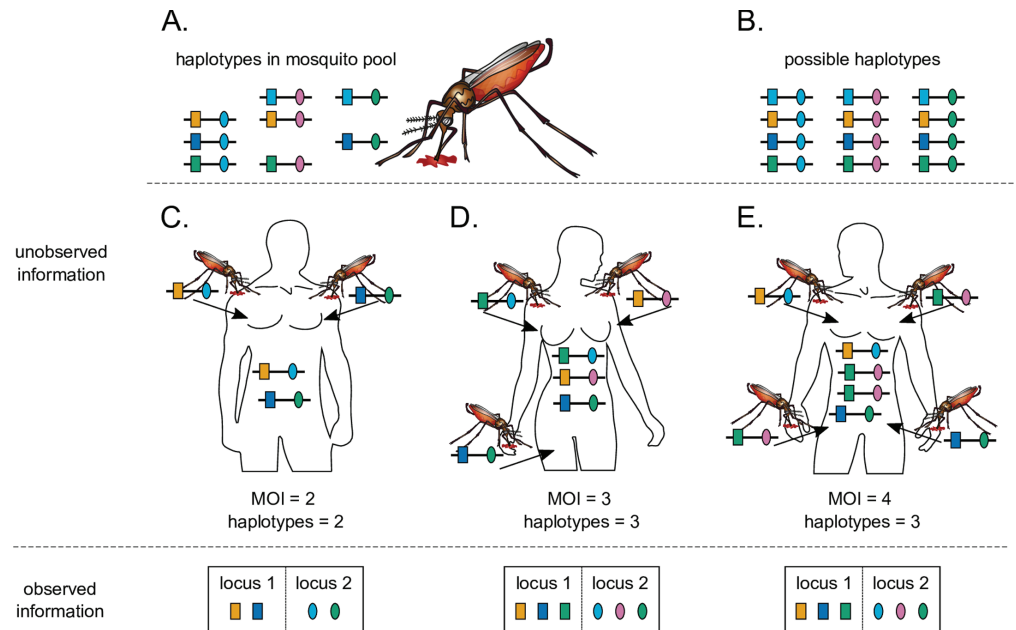 A.
haplotypes in mosquito pool
B.
possible haplotypes
unobserved
information
C.
MOI = 2
haplotypes = 2
D.
MOI = 3
haplotypes = 3
E.
MOI = 4
haplotypes = 3
observed
information
locus 1 locus 2
locus 1 locus 2
locus 1 locus 2